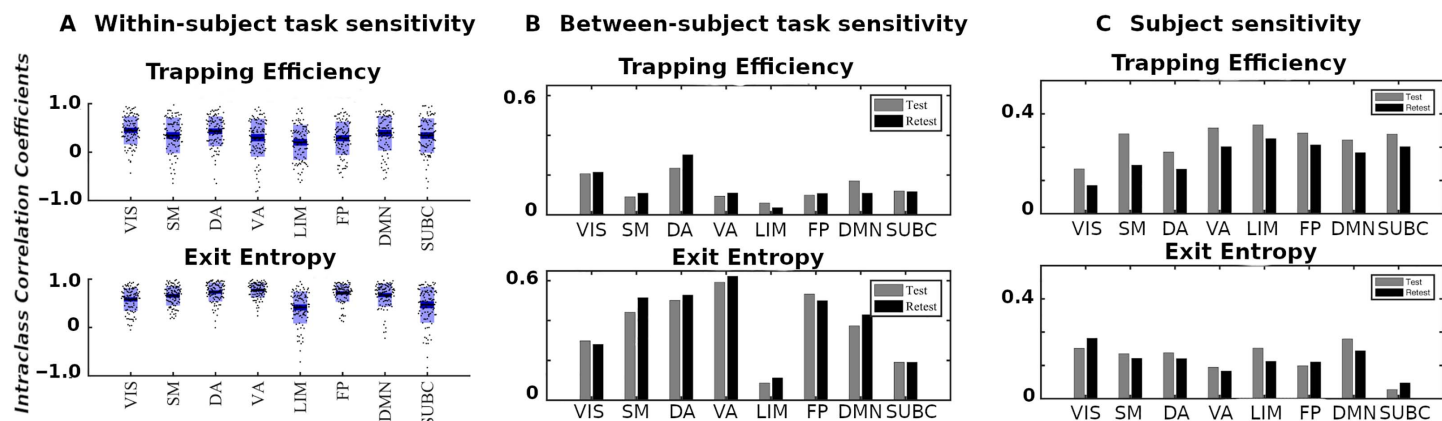 A Within-subject task sensitivity
B Between-subject task sensitivity
C Subject sensitivity
Intraclass Correlation Coefficients
Trapping Efficiency
1.0
0
−1.0
VIS SM DA VA LIM FP DMN SUBC
Exit Entropy
1.0
0
−1.0
VIS SM DA VA LIM FP DMN SUBC
Trapping Efficiency
0.6
0
Test
Retest
VIS SM DA VA LIM FP DMN SUBC
Exit Entropy
0.6
0
Test
Retest
VIS SM DA VA LIM FP DMN SUBC
Trapping Efficiency
0.4
0
Test
Retest
VIS SM DA VA LIM FP DMN SUBC
Exit Entropy
0.4
0
Test
Retest
VIS SM DA VA LIM FP DMN SUBC